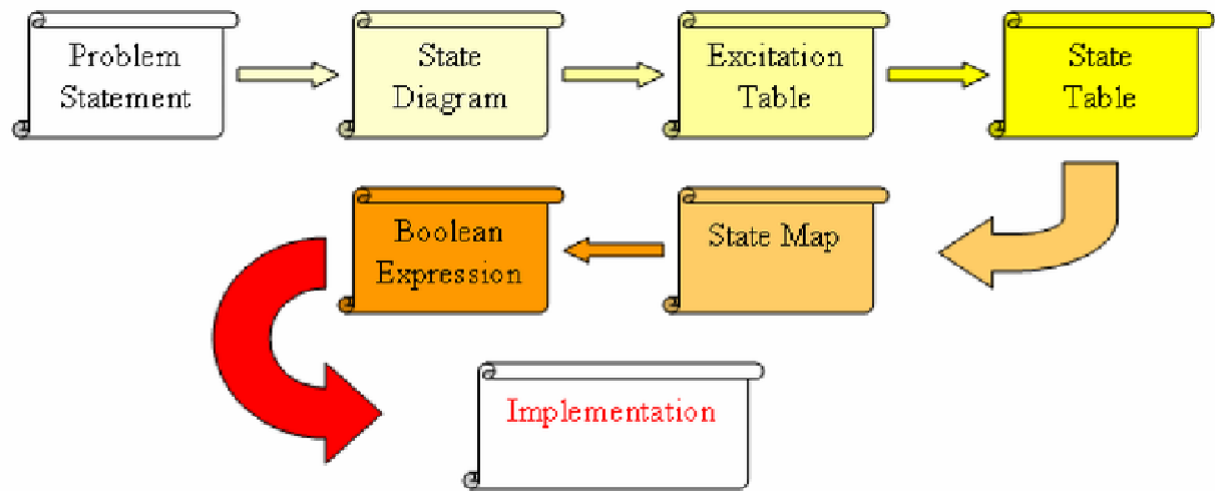 Problem
Statement
State
Diagram
Excitation
Table
State
Table
State Map
Boolean
Expression
Implementation